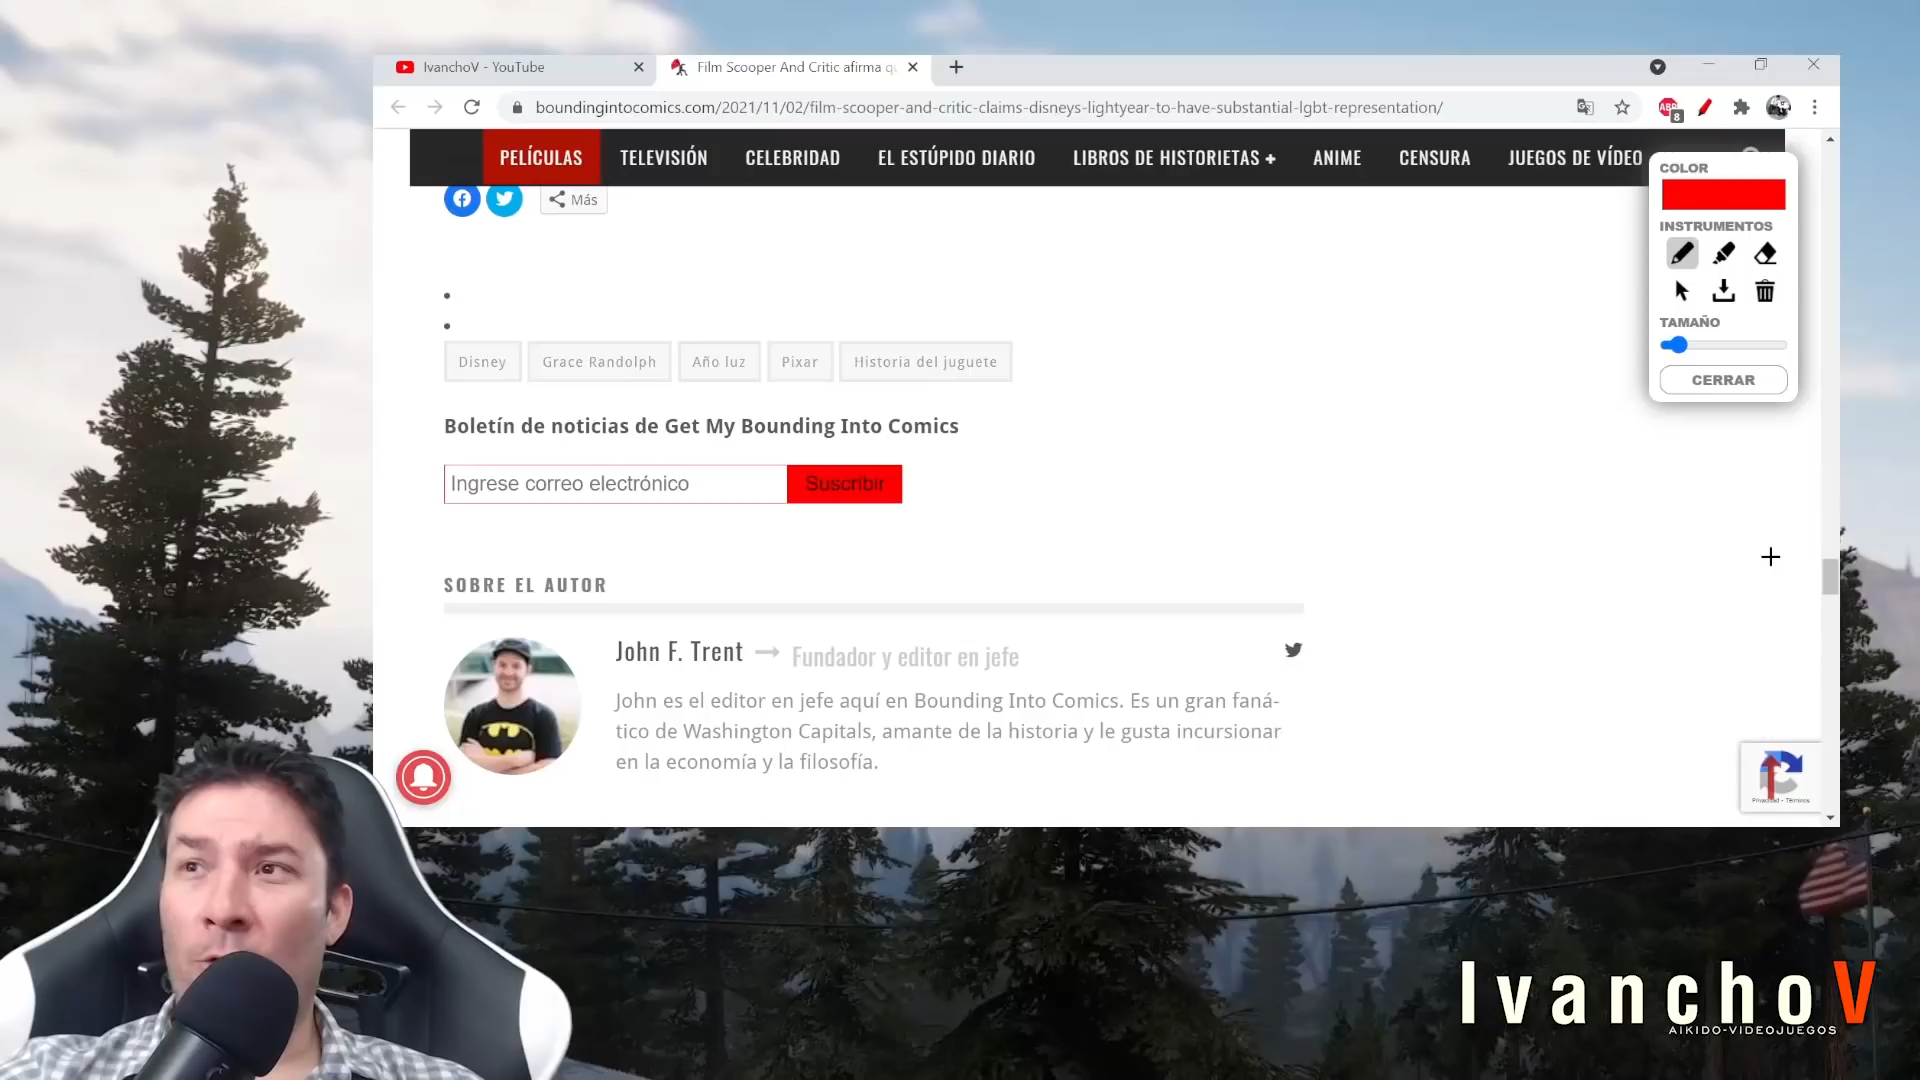 IvanchoV - YouTube
Film Scooper And Critic afirma qu
boundingintocomics.com/2021/11/02/film-scooper-and-critic-claims-disneys-lightyear-to-have-substantial-lgbt-representation/
ABP
8
PELÍCULAS
TELEVISIÓN
CELEBRIDAD
EL ESTÚPIDO DIARIO
LIBROS DE HISTORIETAS +
ANIME
CENSURA
JUEGOS DE VÍDEO
COLOR
INSTRUMENTOS
TAMAÑO
CERRAR
Más
Disney
Grace Randolph
Año luz
Pixar
Historia del juguete
Boletín de noticias de Get My Bounding Into Comics
Ingrese correo electrónico
Suscribir
SOBRE EL AUTOR
John F. Trent → Fundador y editor en jefe
John es el editor en jefe aquí en Bounding Into Comics. Es un gran faná-
tico de Washington Capitals, amante de la historia y le gusta incursionar
en la economía y la filosofía.
Privacidad - Términos
IvanchoV
AIKIDO-VIDEOJUEGOS